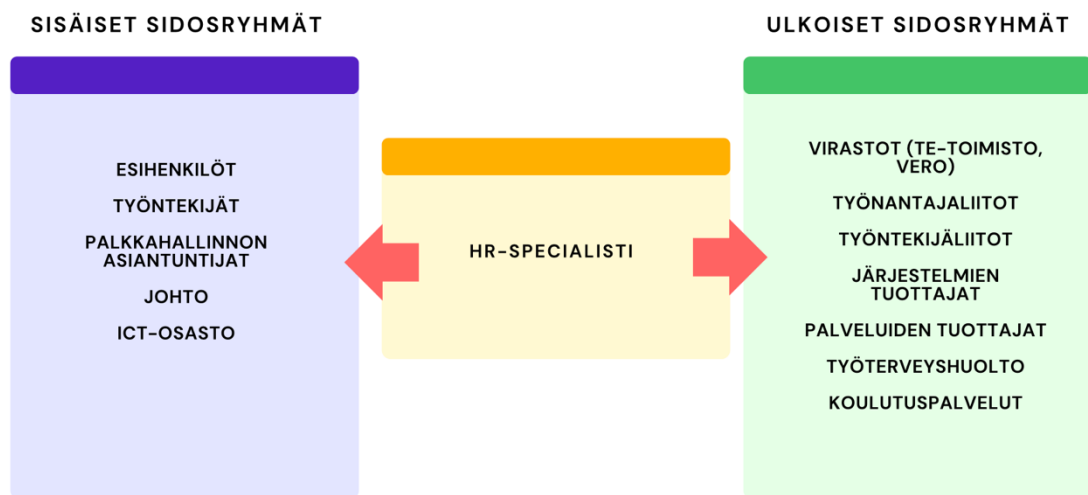 SISÄISET SIDOSRYHMÄT
ESIHENKILÖT
TYÖNTEKIJÄT
PALKKAHALLINNON
ASIANTUNTIJAT
JOHTO
ICT-OSASTO
HR-SPECIALISTI
ULKOISET SIDOSRYHMÄT
VIRASTOT (TE-TOIMISTO,
VERO)
TYÖNANTAJALIITOT
TYÖNTEKIJÄLIITOT
JÄRJESTELMIEN
TUOTTAJAT
PALVELUIDEN TUOTTAJAT
TYÖTERVEYSHUOLTO
KOULUTUSPALVELUT